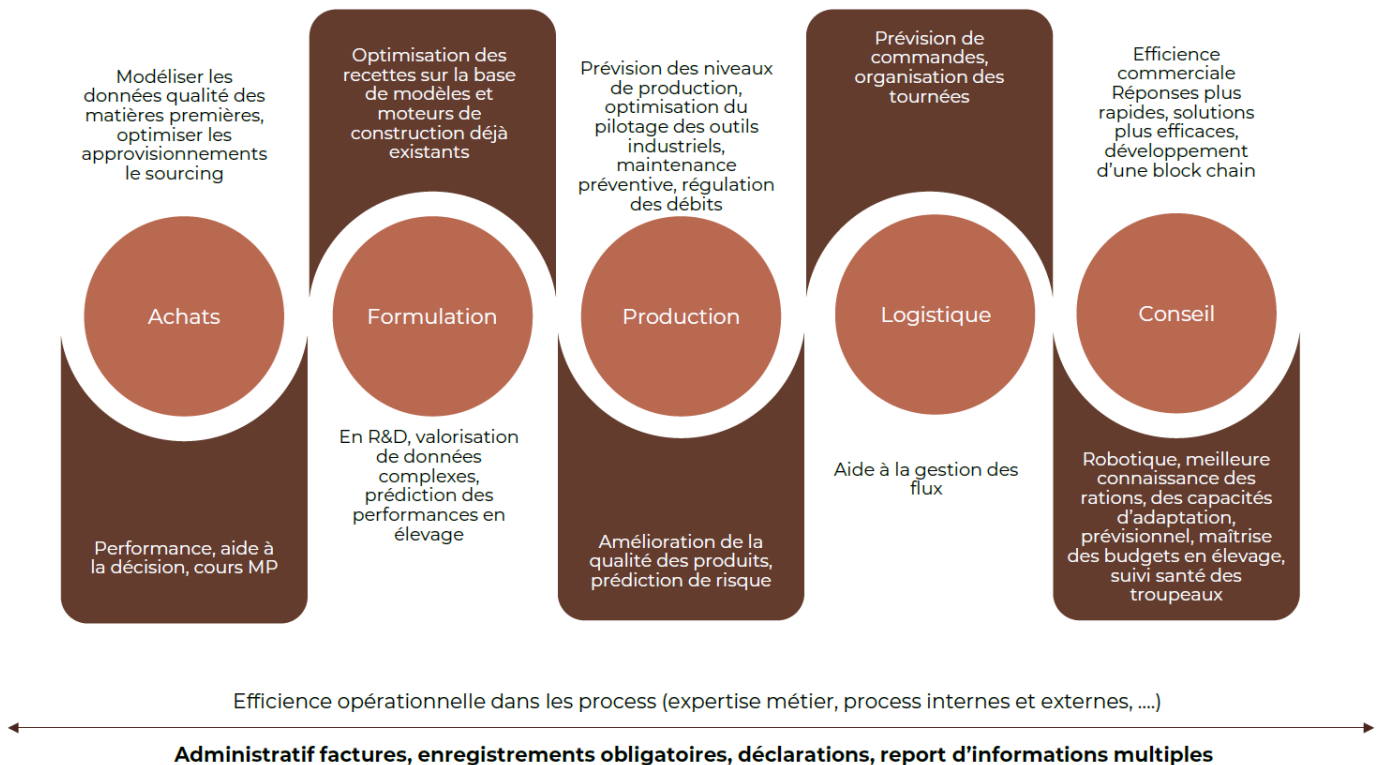 Modéliser les
données qualité des
matières premières,
optimiser les
approvisionnements
le sourcing
Achats
Performance, aide à
la décision, cours MP
Optimisation des
recettes sur la base
de modèles et
moteurs de
construction déjà
existants
Formulation
En R&D, valorisation
de données
complexes,
prédiction des
performances en
élevage
Prévision des niveaux
de production,
optimisation du
pilotage des outils
industriels,
maintenance
préventive, régulation
des débits
Production
Amélioration de la
qualité des produits,
prédiction de risque
Prévision de
commandes,
organisation des
tournées
Logistique
Aide à la gestion des
flux
Efficience
commerciale
Réponses plus
rapides, solutions
plus efficaces,
développement
d’une block chain
Conseil
Robotique, meilleure
connaissance des
rations, des capacités
d’adaptation,
prévisionnel, maîtrise
des budgets en élevage,
suivi santé des
troupeaux
Efficience opérationnelle dans les process (expertise métier, process internes et externes, ....)
Administratif factures, enregistrements obligatoires, déclarations, report d’informations multiples